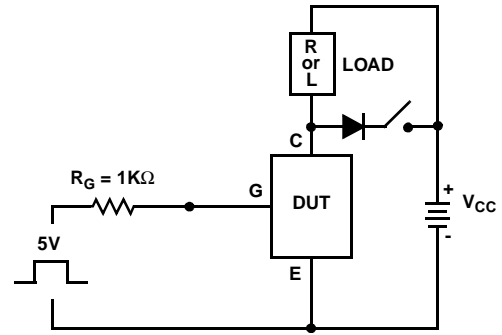 R
or
L
LOAD
C
R_G = 1KΩ
G
DUT
+
V_CC
-
5V
E